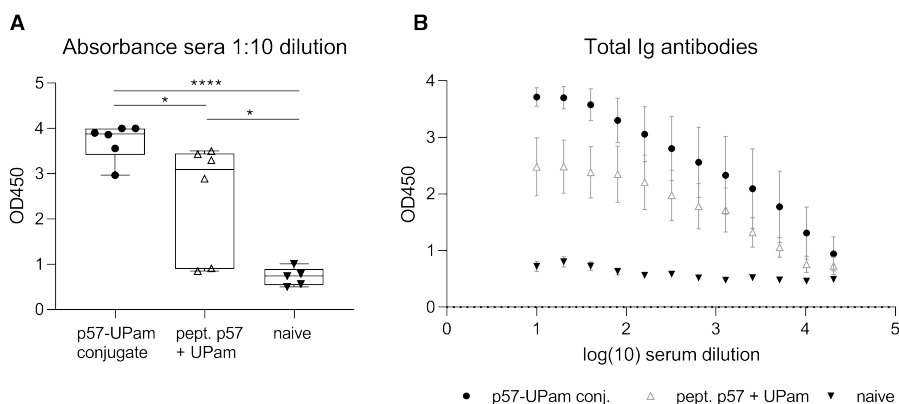 A
Absorbance sera 1:10 dilution
5
4
3
2
1
0
OD450
****
*
*
p57-UPam
conjugate
pept. p57
+ UPam
naive
B
Total Ig antibodies
4
3
2
1
0
OD450
0
1
2
3
4
5
log(10) serum dilution
p57-UPam conj.
pept. p57 + UPam
naive